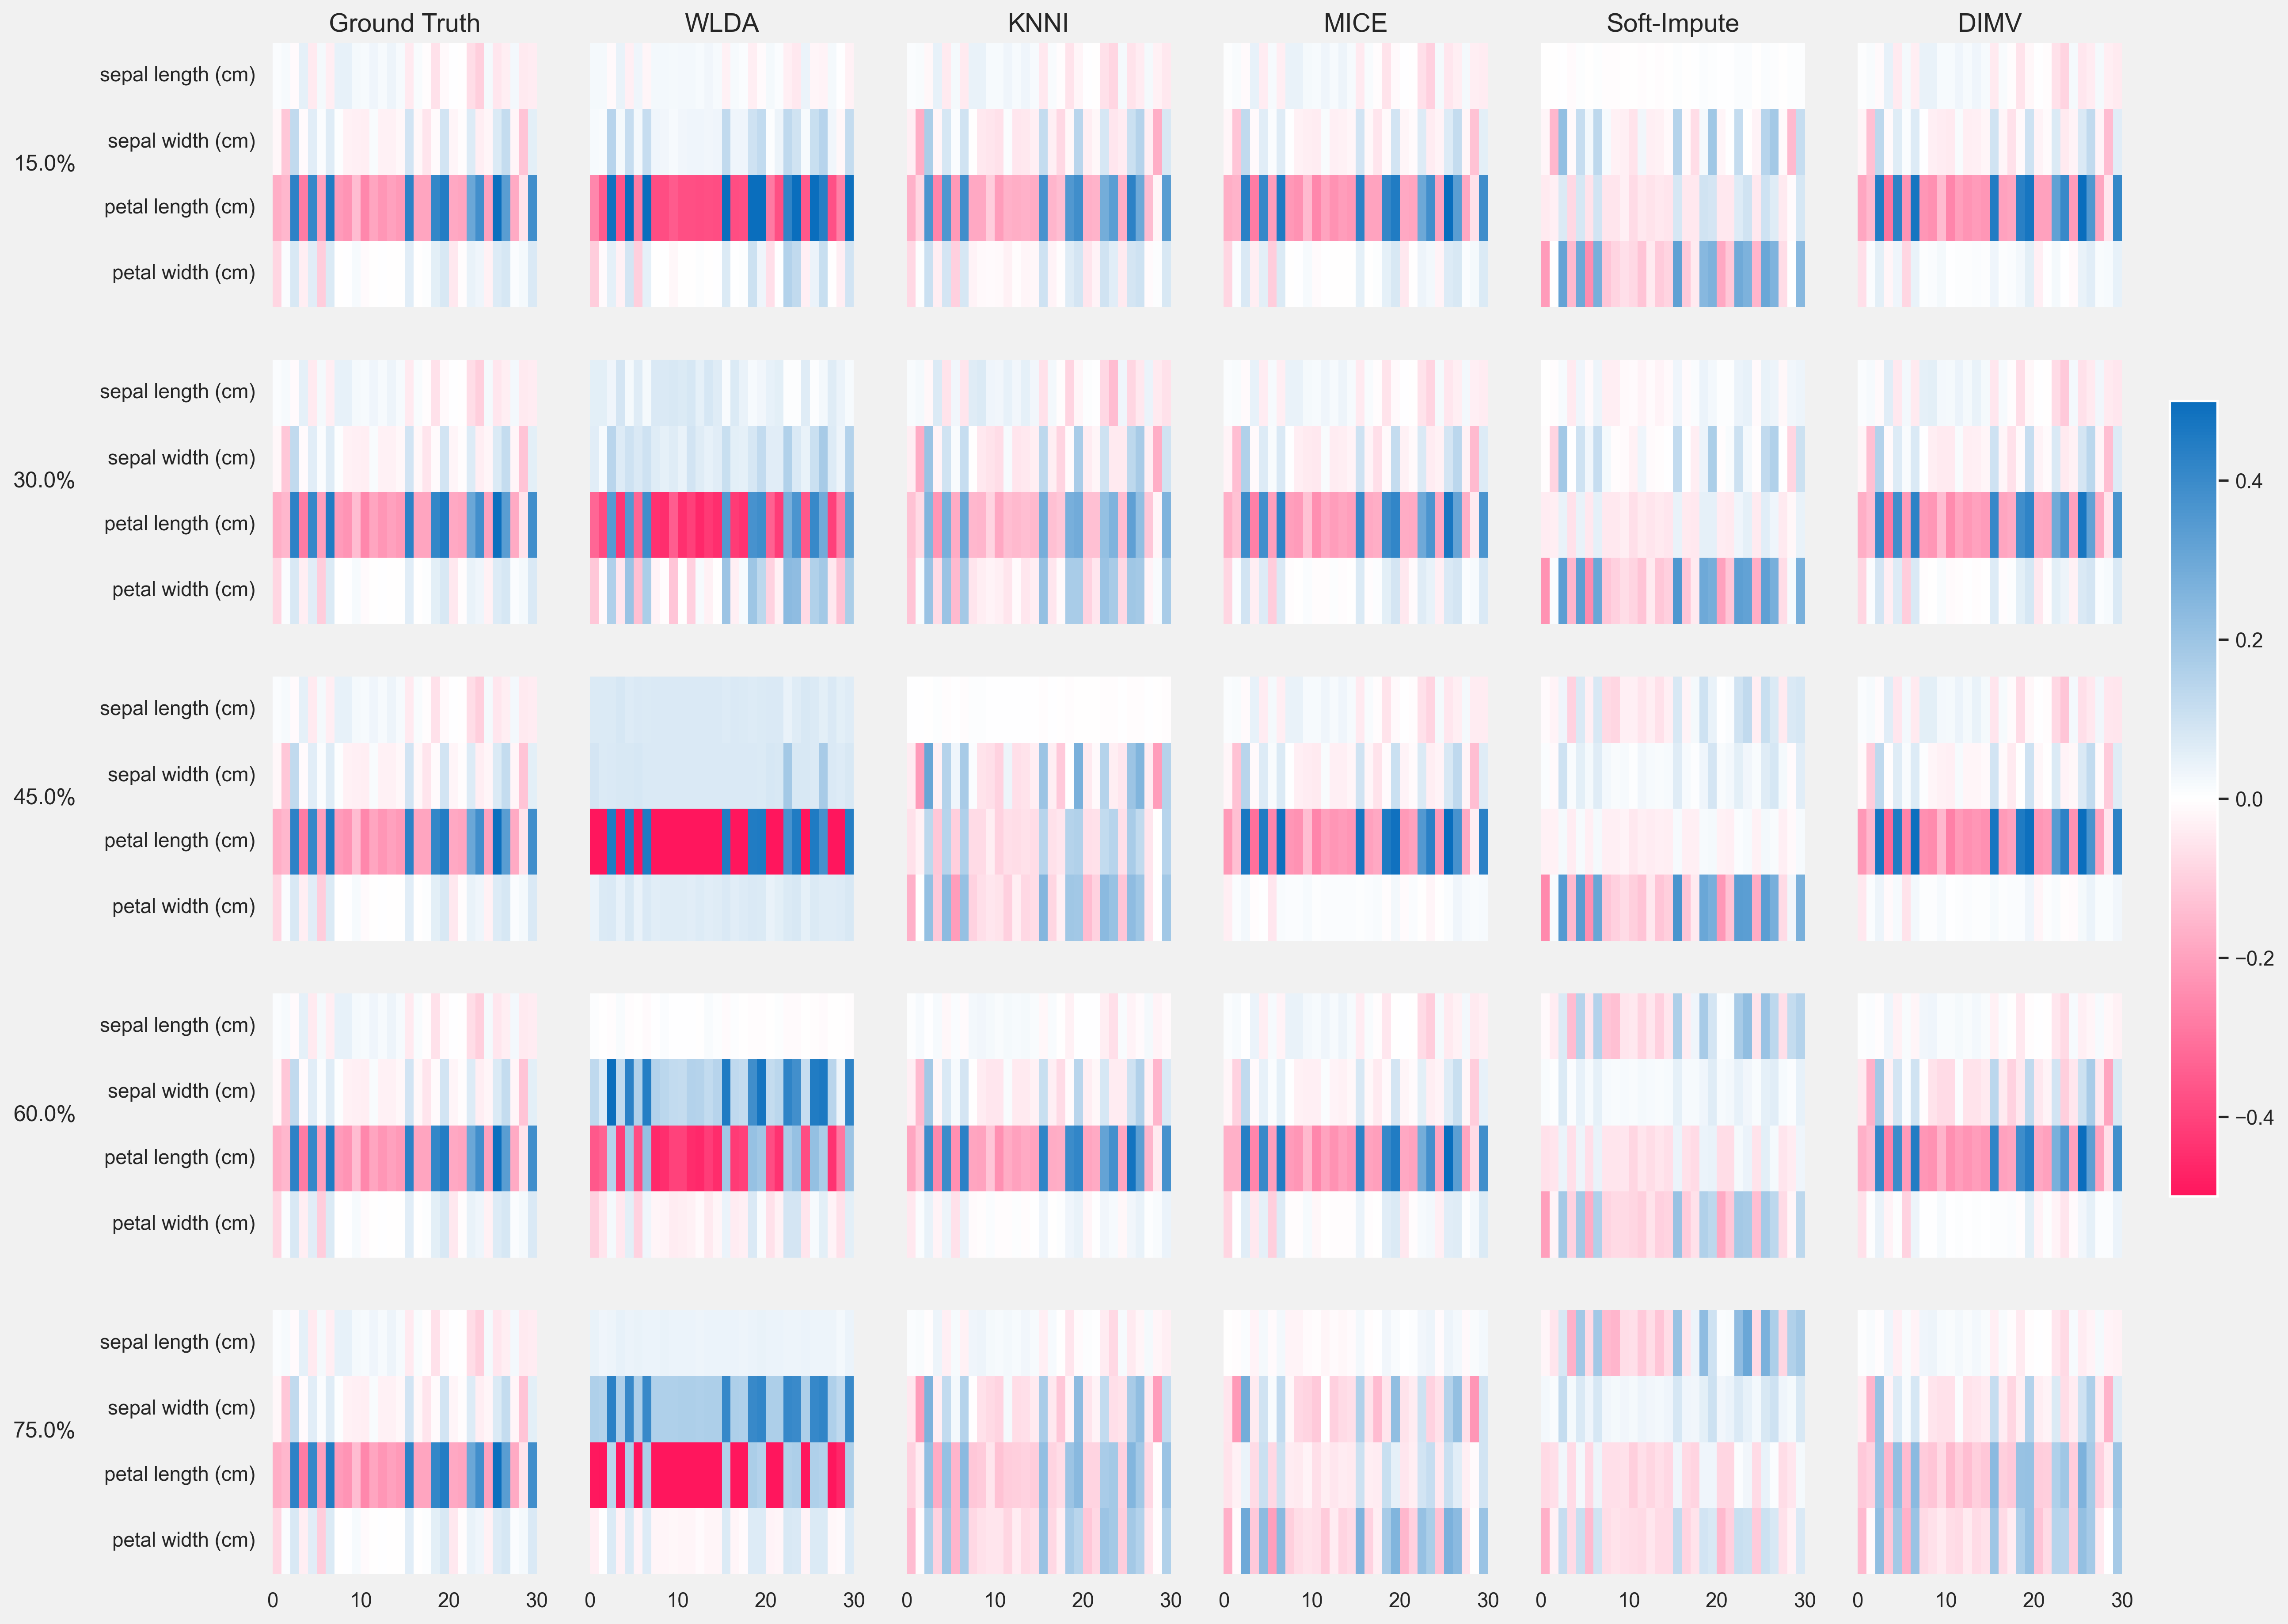 Ground Truth WLDA KNNI MICE Soft-Impute DIMV
sepal length (cm)
sepal width (cm)
15.0%
petal length (cm)
petal width (cm)
sepal length (cm)
sepal width (cm)
30.0%
petal length (cm)
petal width (cm)
sepal length (cm)
sepal width (cm)
45.0%
petal length (cm)
petal width (cm)
sepal length (cm)
sepal width (cm)
60.0%
petal length (cm)
petal width (cm)
sepal length (cm)
sepal width (cm)
75.0%
petal length (cm)
petal width (cm)
0 10 20 30 0 10 20 30 0 10 20 30 0 10 20 30 0 10 20 30 0 10 20 30
0.4
0.2
0.0
−0.2
−0.4